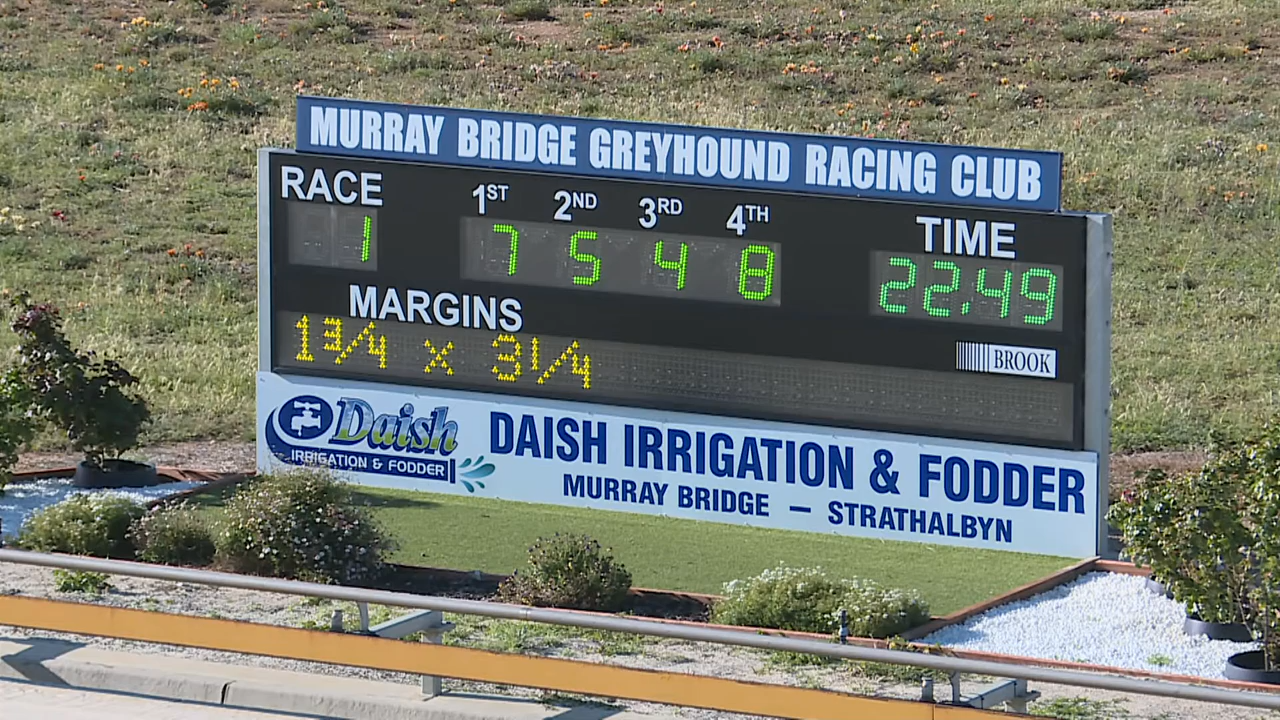 MURRAY BRIDGE GREYHOUND RACING CLUB
RACE 1ST 2ND 3RD 4TH TIME
1 7 5 4 8 22.49
MARGINS
1 3/4 x 3 1/4
BROOK
Daish
IRRIGATION & FODDER
DAISH IRRIGATION & FODDER
MURRAY BRIDGE – STRATHALBYN